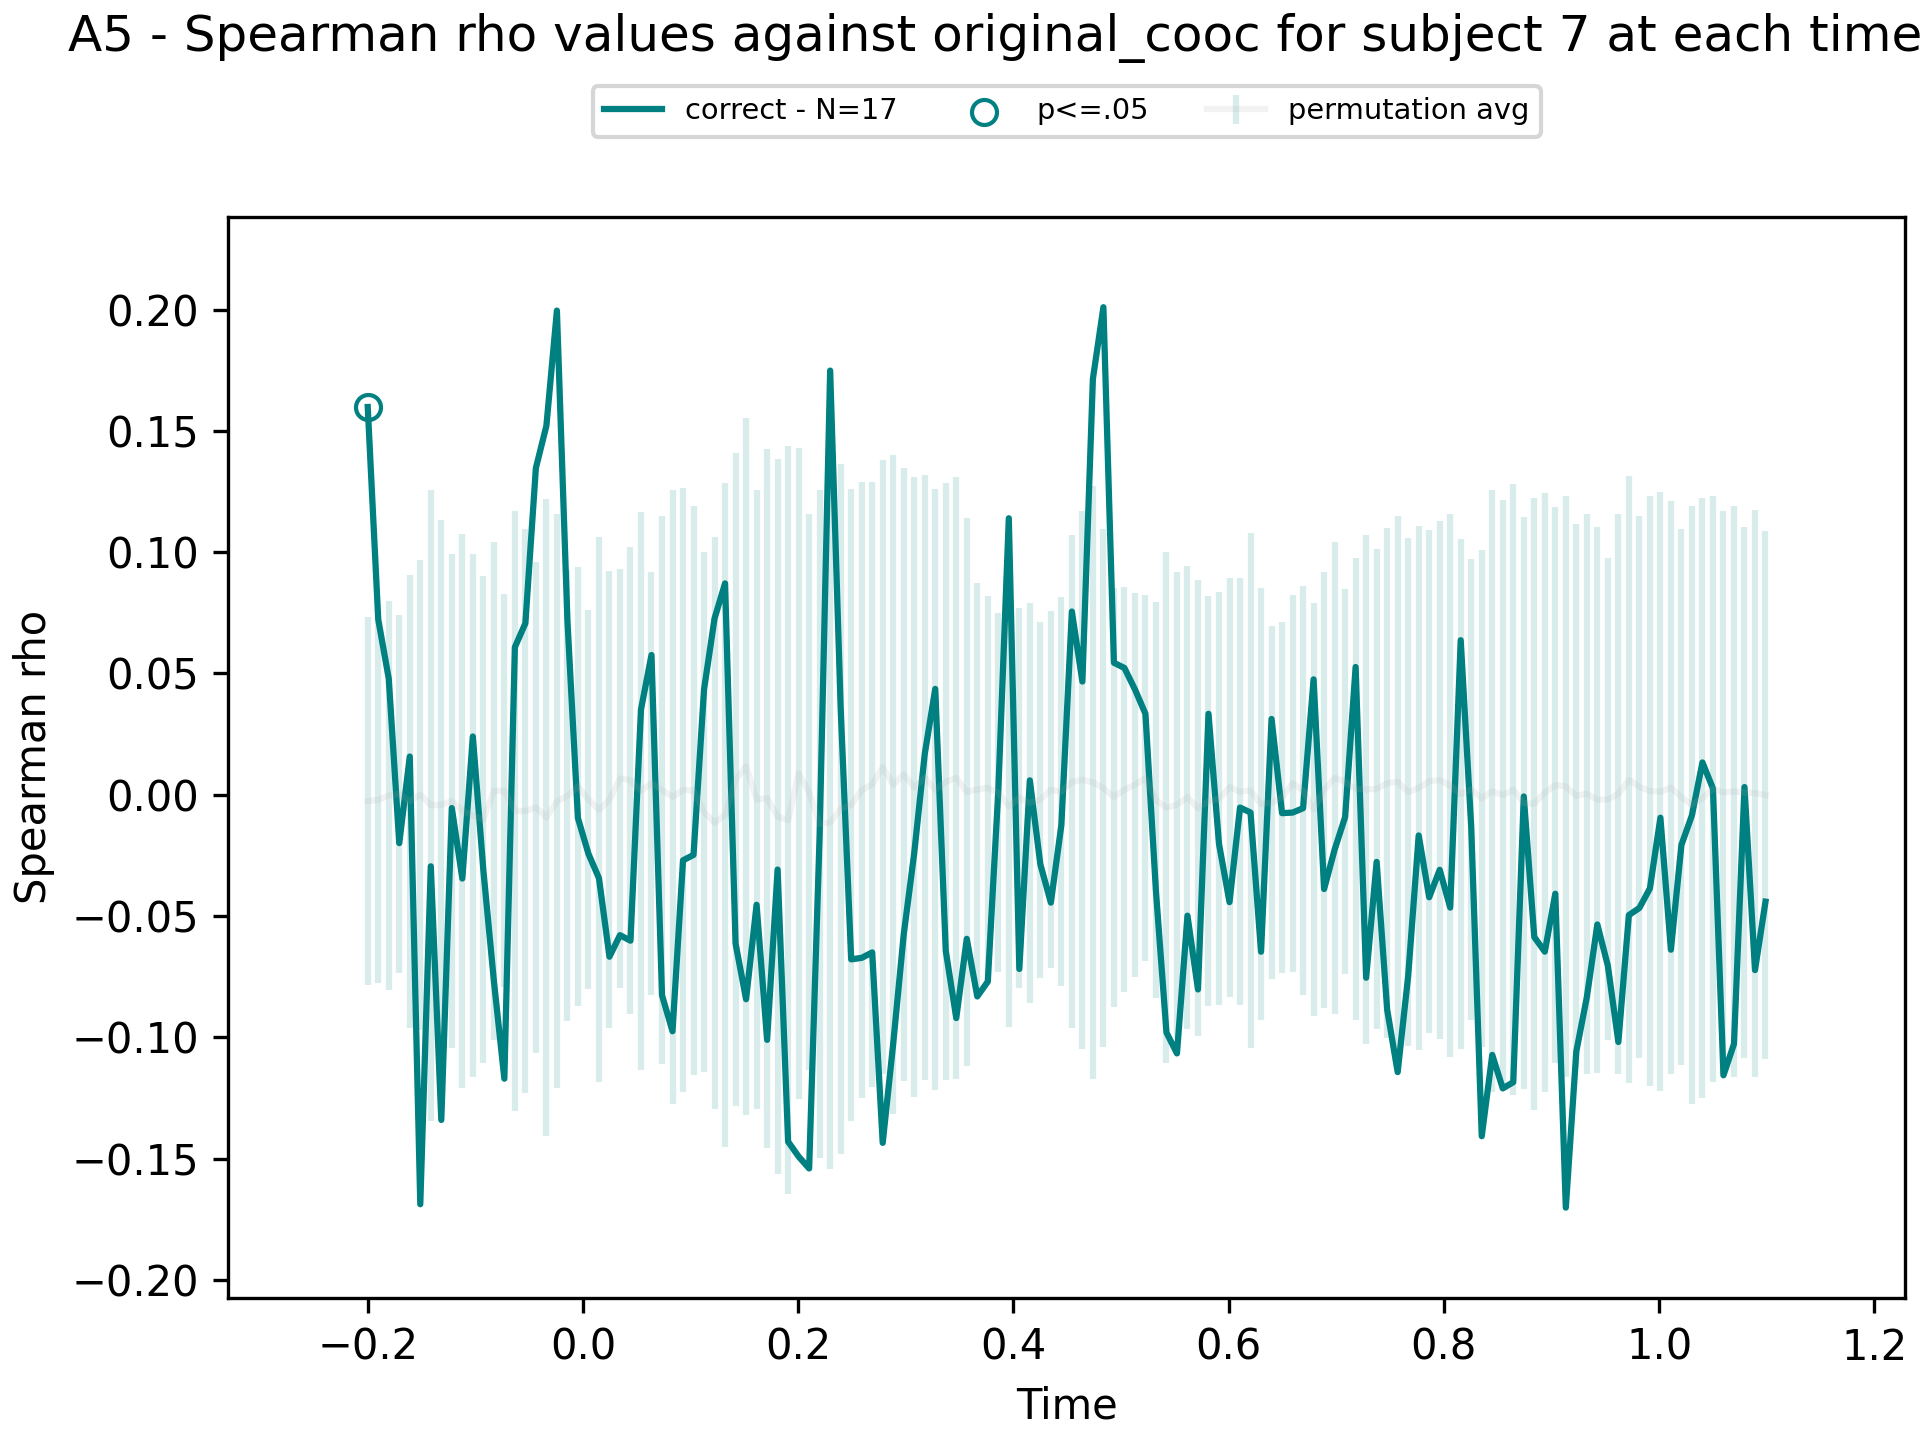 A5 - Spearman rho values against original_cooc for subject 7 at each time
correct - N=17
p<=.05
permutation avg
Spearman rho
0.20
0.15
0.10
0.05
0.00
−0.05
−0.10
−0.15
−0.20
−0.2
0.0
0.2
0.4
0.6
0.8
1.0
1.2
Time